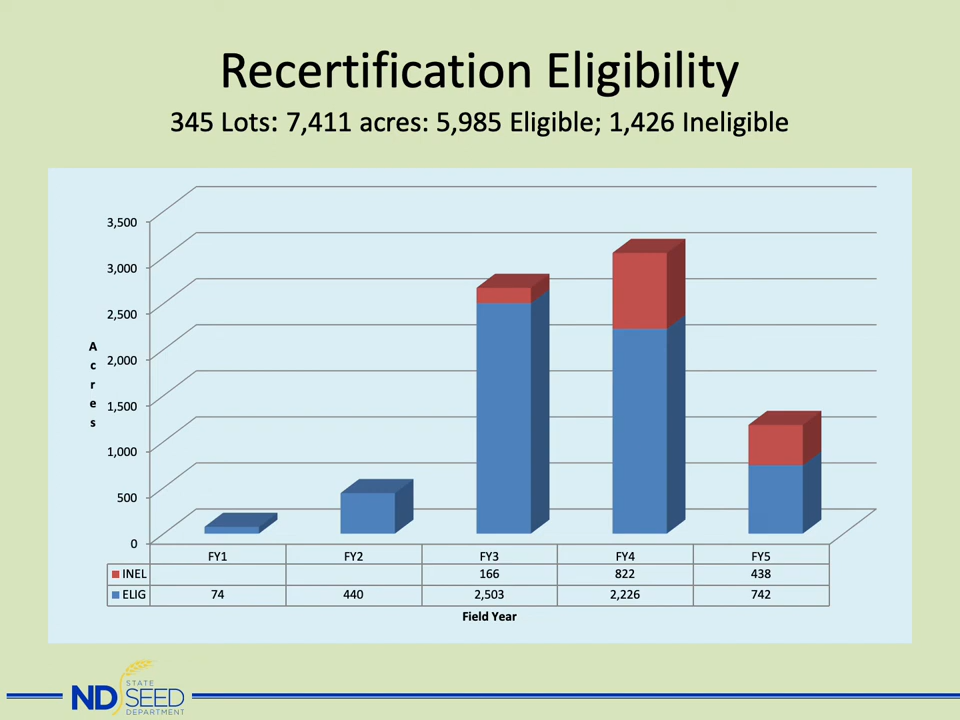 Recertification Eligibility
345 Lots: 7,411 acres: 5,985 Eligible; 1,426 Ineligible
3,500
3,000
2,500
2,000
1,500
1,000
500
0
Acres
FY1 FY2 FY3 FY4 FY5
INEL 166 822 438
ELIG 74 440 2,503 2,226 742
Field Year
ND STATE SEED DEPARTMENT